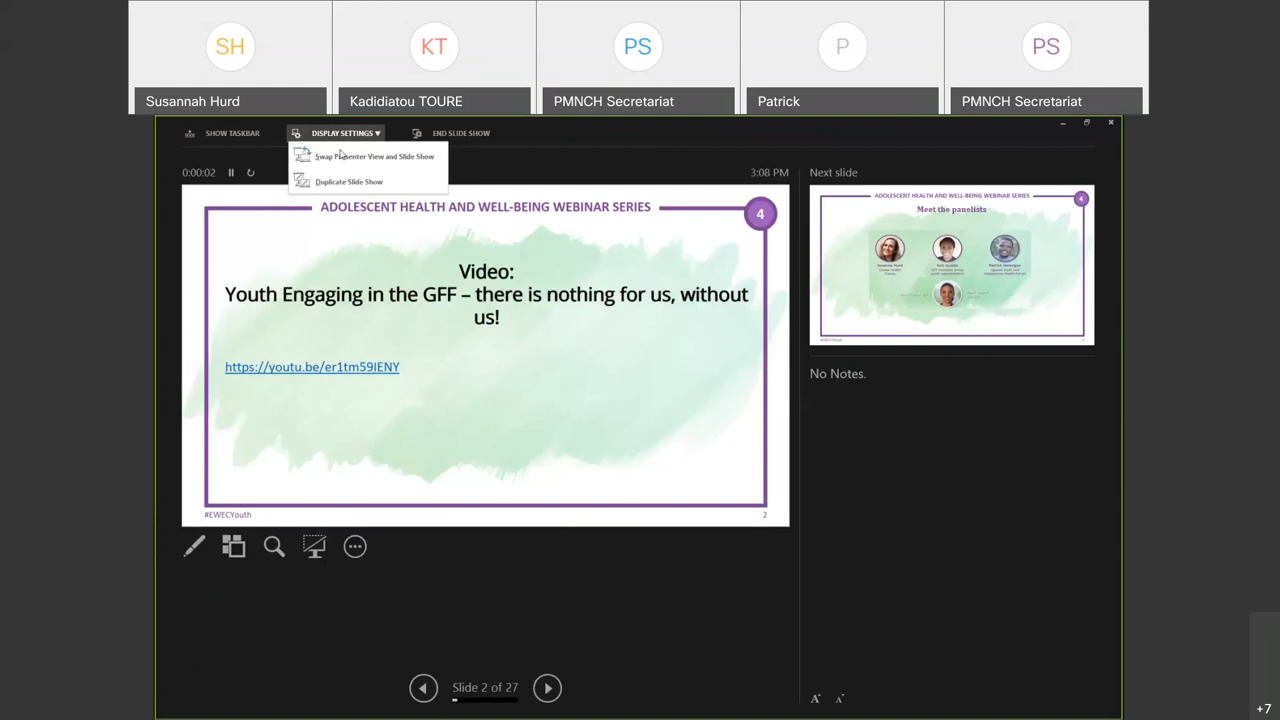 SH
KT
PS
P
PS
Susannah Hurd
Kadidiatou TOURE
PMNCH Secretariat
Patrick
PMNCH Secretariat
SHOW TASKBAR
DISPLAY SETTINGS ▼
END SLIDE SHOW
Swap Presenter View and Slide Show
Duplicate Slide Show
0:00:02
3:08 PM
Next slide
ADOLESCENT HEALTH AND WELL-BEING WEBINAR SERIES
4
Video:
Youth Engaging in the GFF – there is nothing for us, without
us!
https://youtu.be/er1tm59IENY
#EWECYouth
2
ADOLESCENT HEALTH AND WELL-BEING WEBINAR SERIES
4
Meet the panelists
No Notes.
Slide 2 of 27
A
A
+7